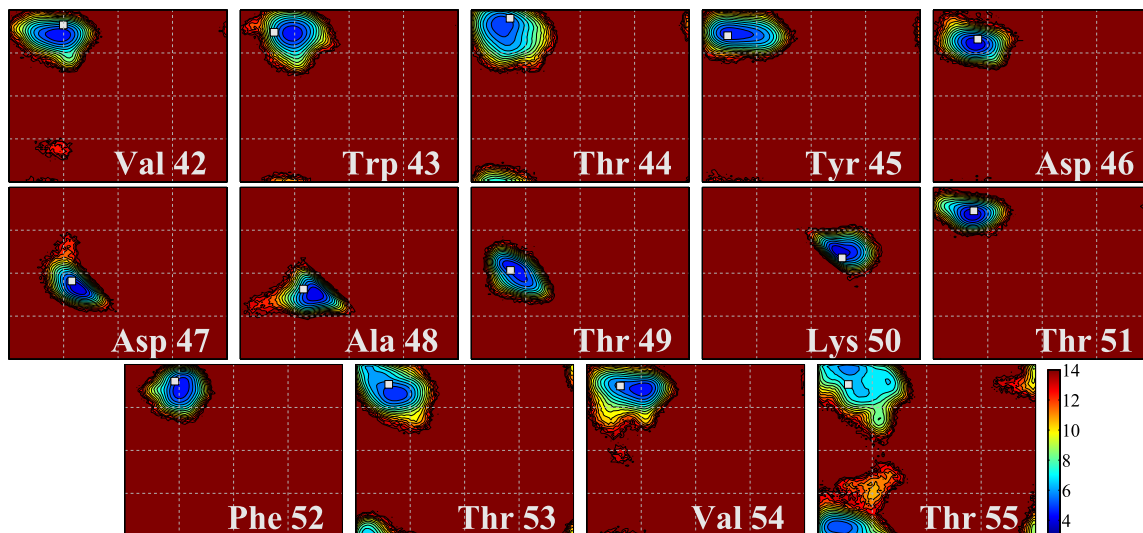 Val 42
Trp 43
Thr 44
Tyr 45
Asp 46
Asp 47
Ala 48
Thr 49
Lys 50
Thr 51
Phe 52
Thr 53
Val 54
Thr 55
14
12
10
8
6
4